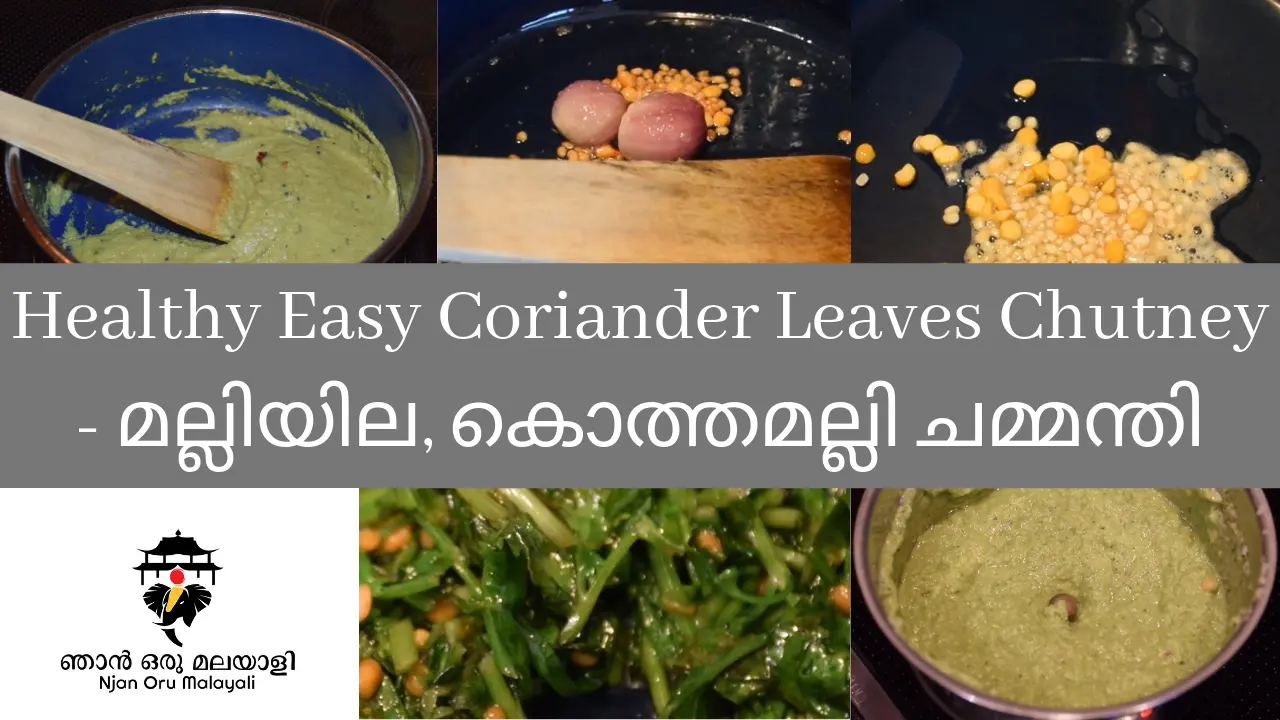 Healthy Easy Coriander Leaves Chutney
- മല്ലിയില, കൊത്തമല്ലി ചമ്മന്തി
ഞാൻ ഒരു മലയാളി
Njan Oru Malayali